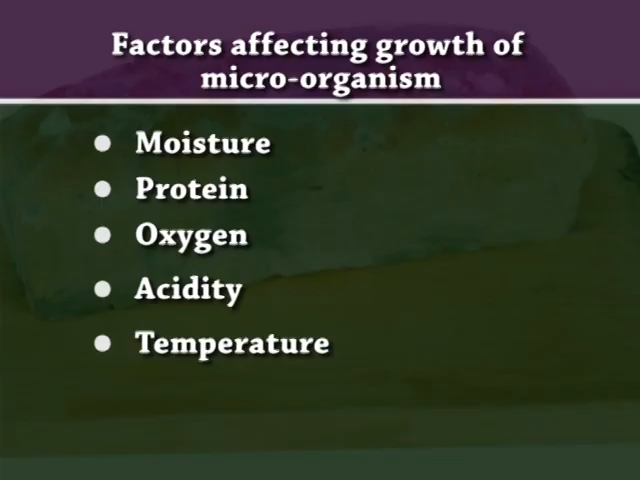 Factors affecting growth of
micro-organism
Moisture
Protein
Oxygen
Acidity
Temperature